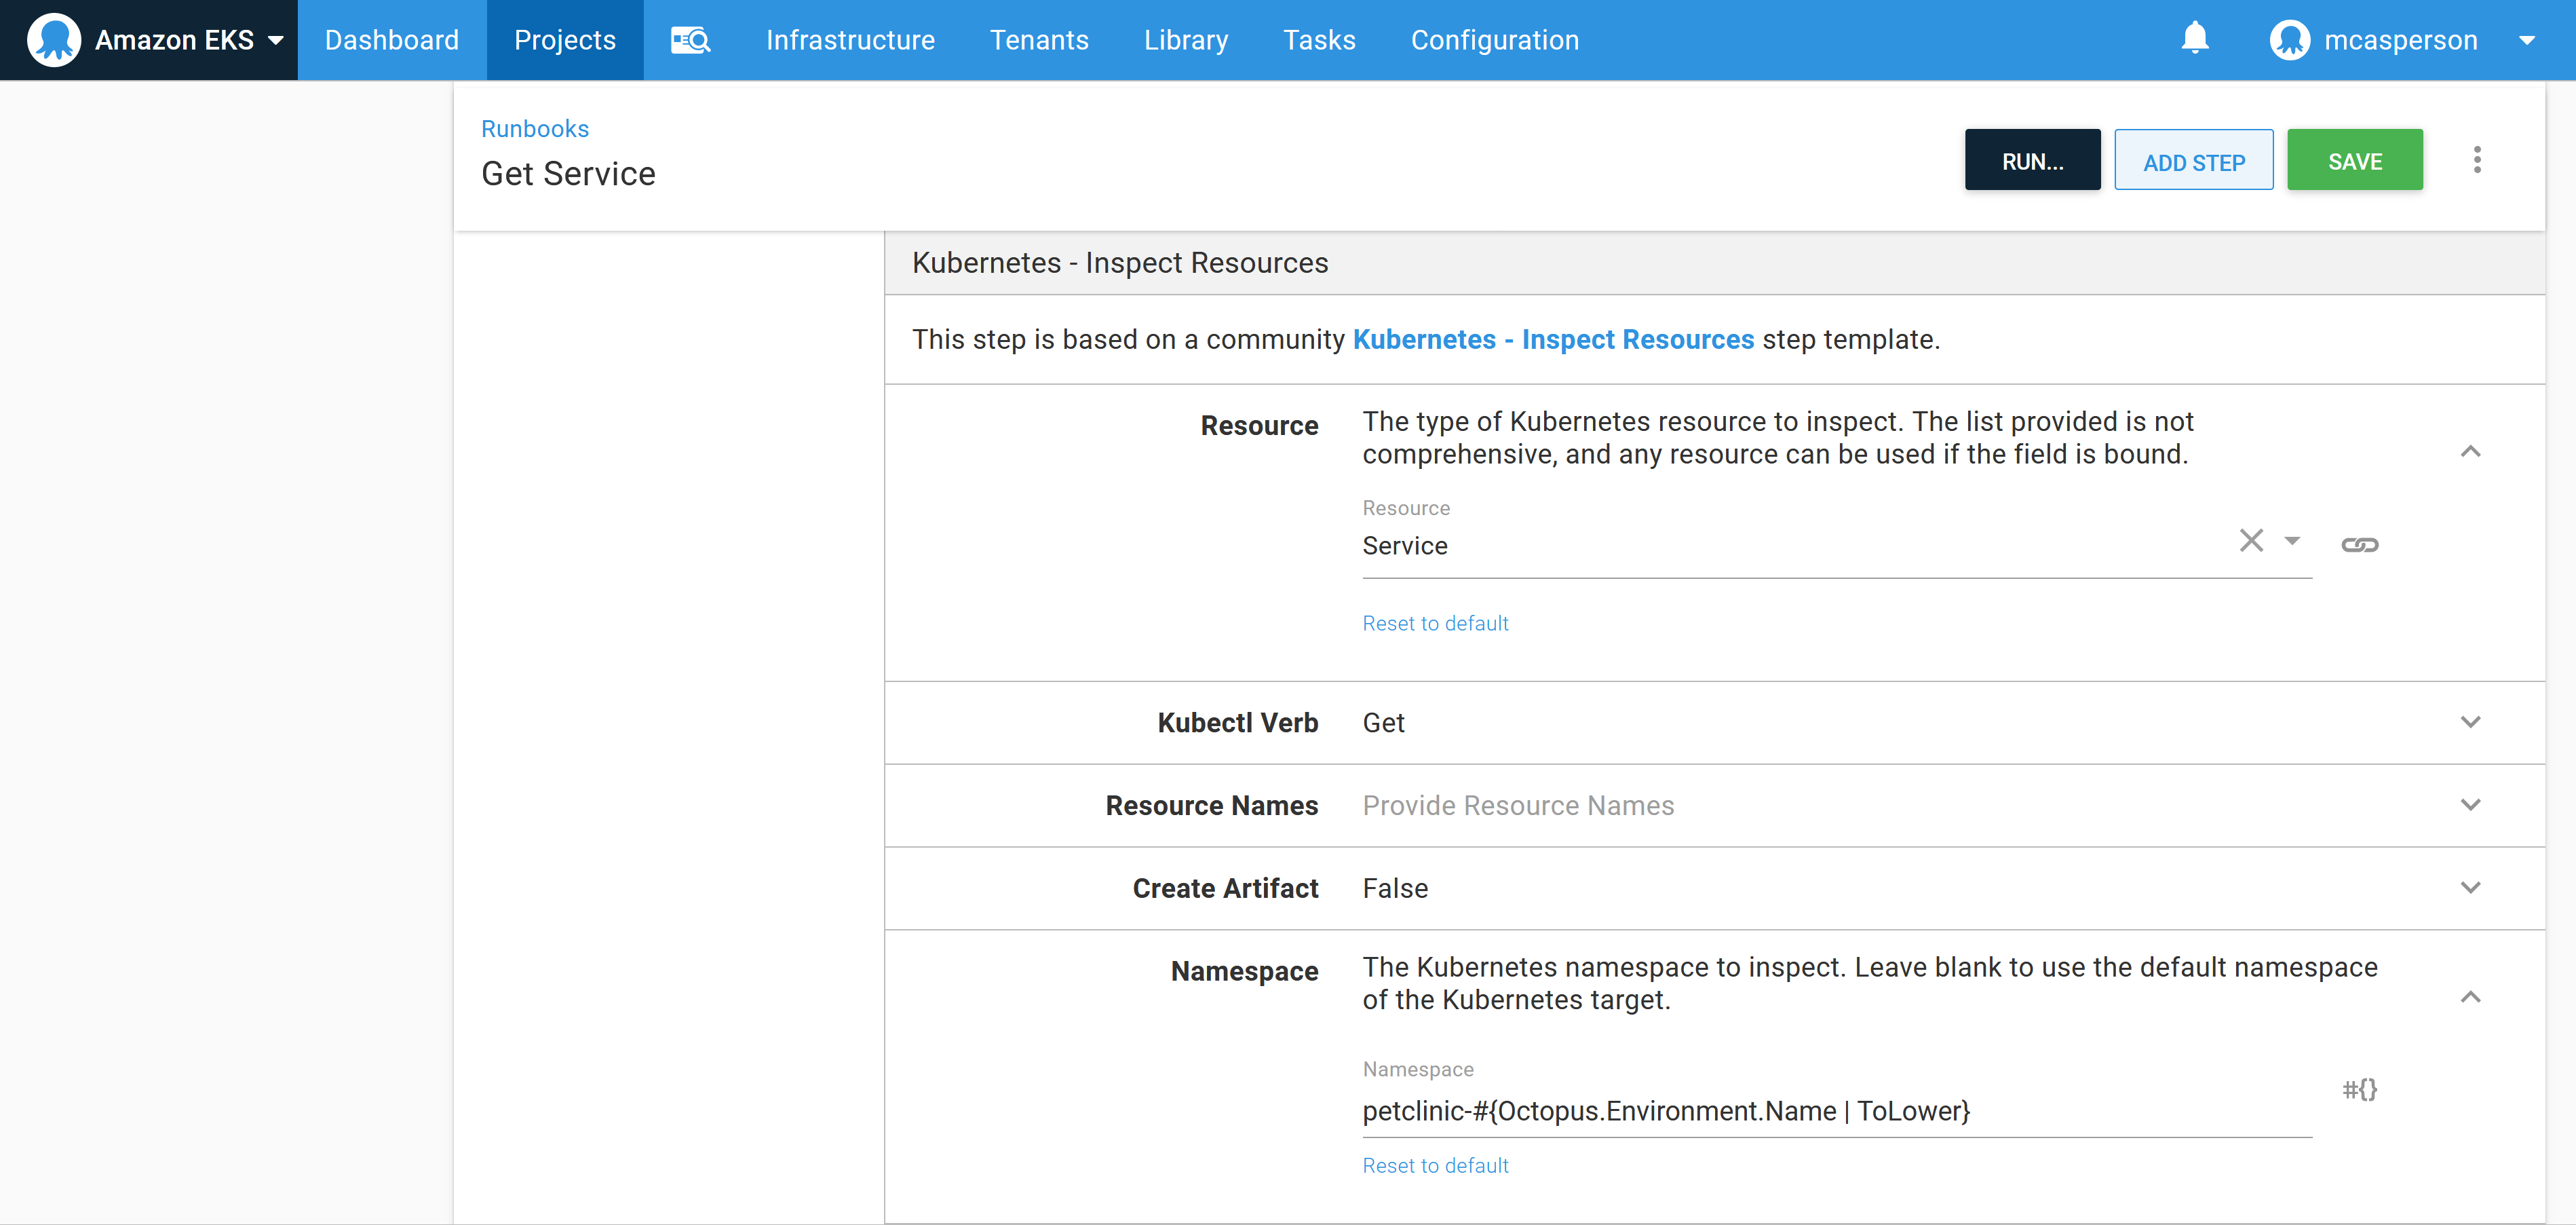 Amazon EKS
Dashboard
Projects
Infrastructure
Tenants
Library
Tasks
Configuration
mcasperson
Runbooks
Get Service
RUN...
ADD STEP
SAVE
Kubernetes - Inspect Resources
This step is based on a community Kubernetes - Inspect Resources step template.
Resource
The type of Kubernetes resource to inspect. The list provided is not
comprehensive, and any resource can be used if the field is bound.
Resource
Service
Reset to default
Kubectl Verb
Get
Resource Names
Provide Resource Names
Create Artifact
False
Namespace
The Kubernetes namespace to inspect. Leave blank to use the default namespace
of the Kubernetes target.
Namespace
petclinic-#{Octopus.Environment.Name | ToLower}
#{}
Reset to default